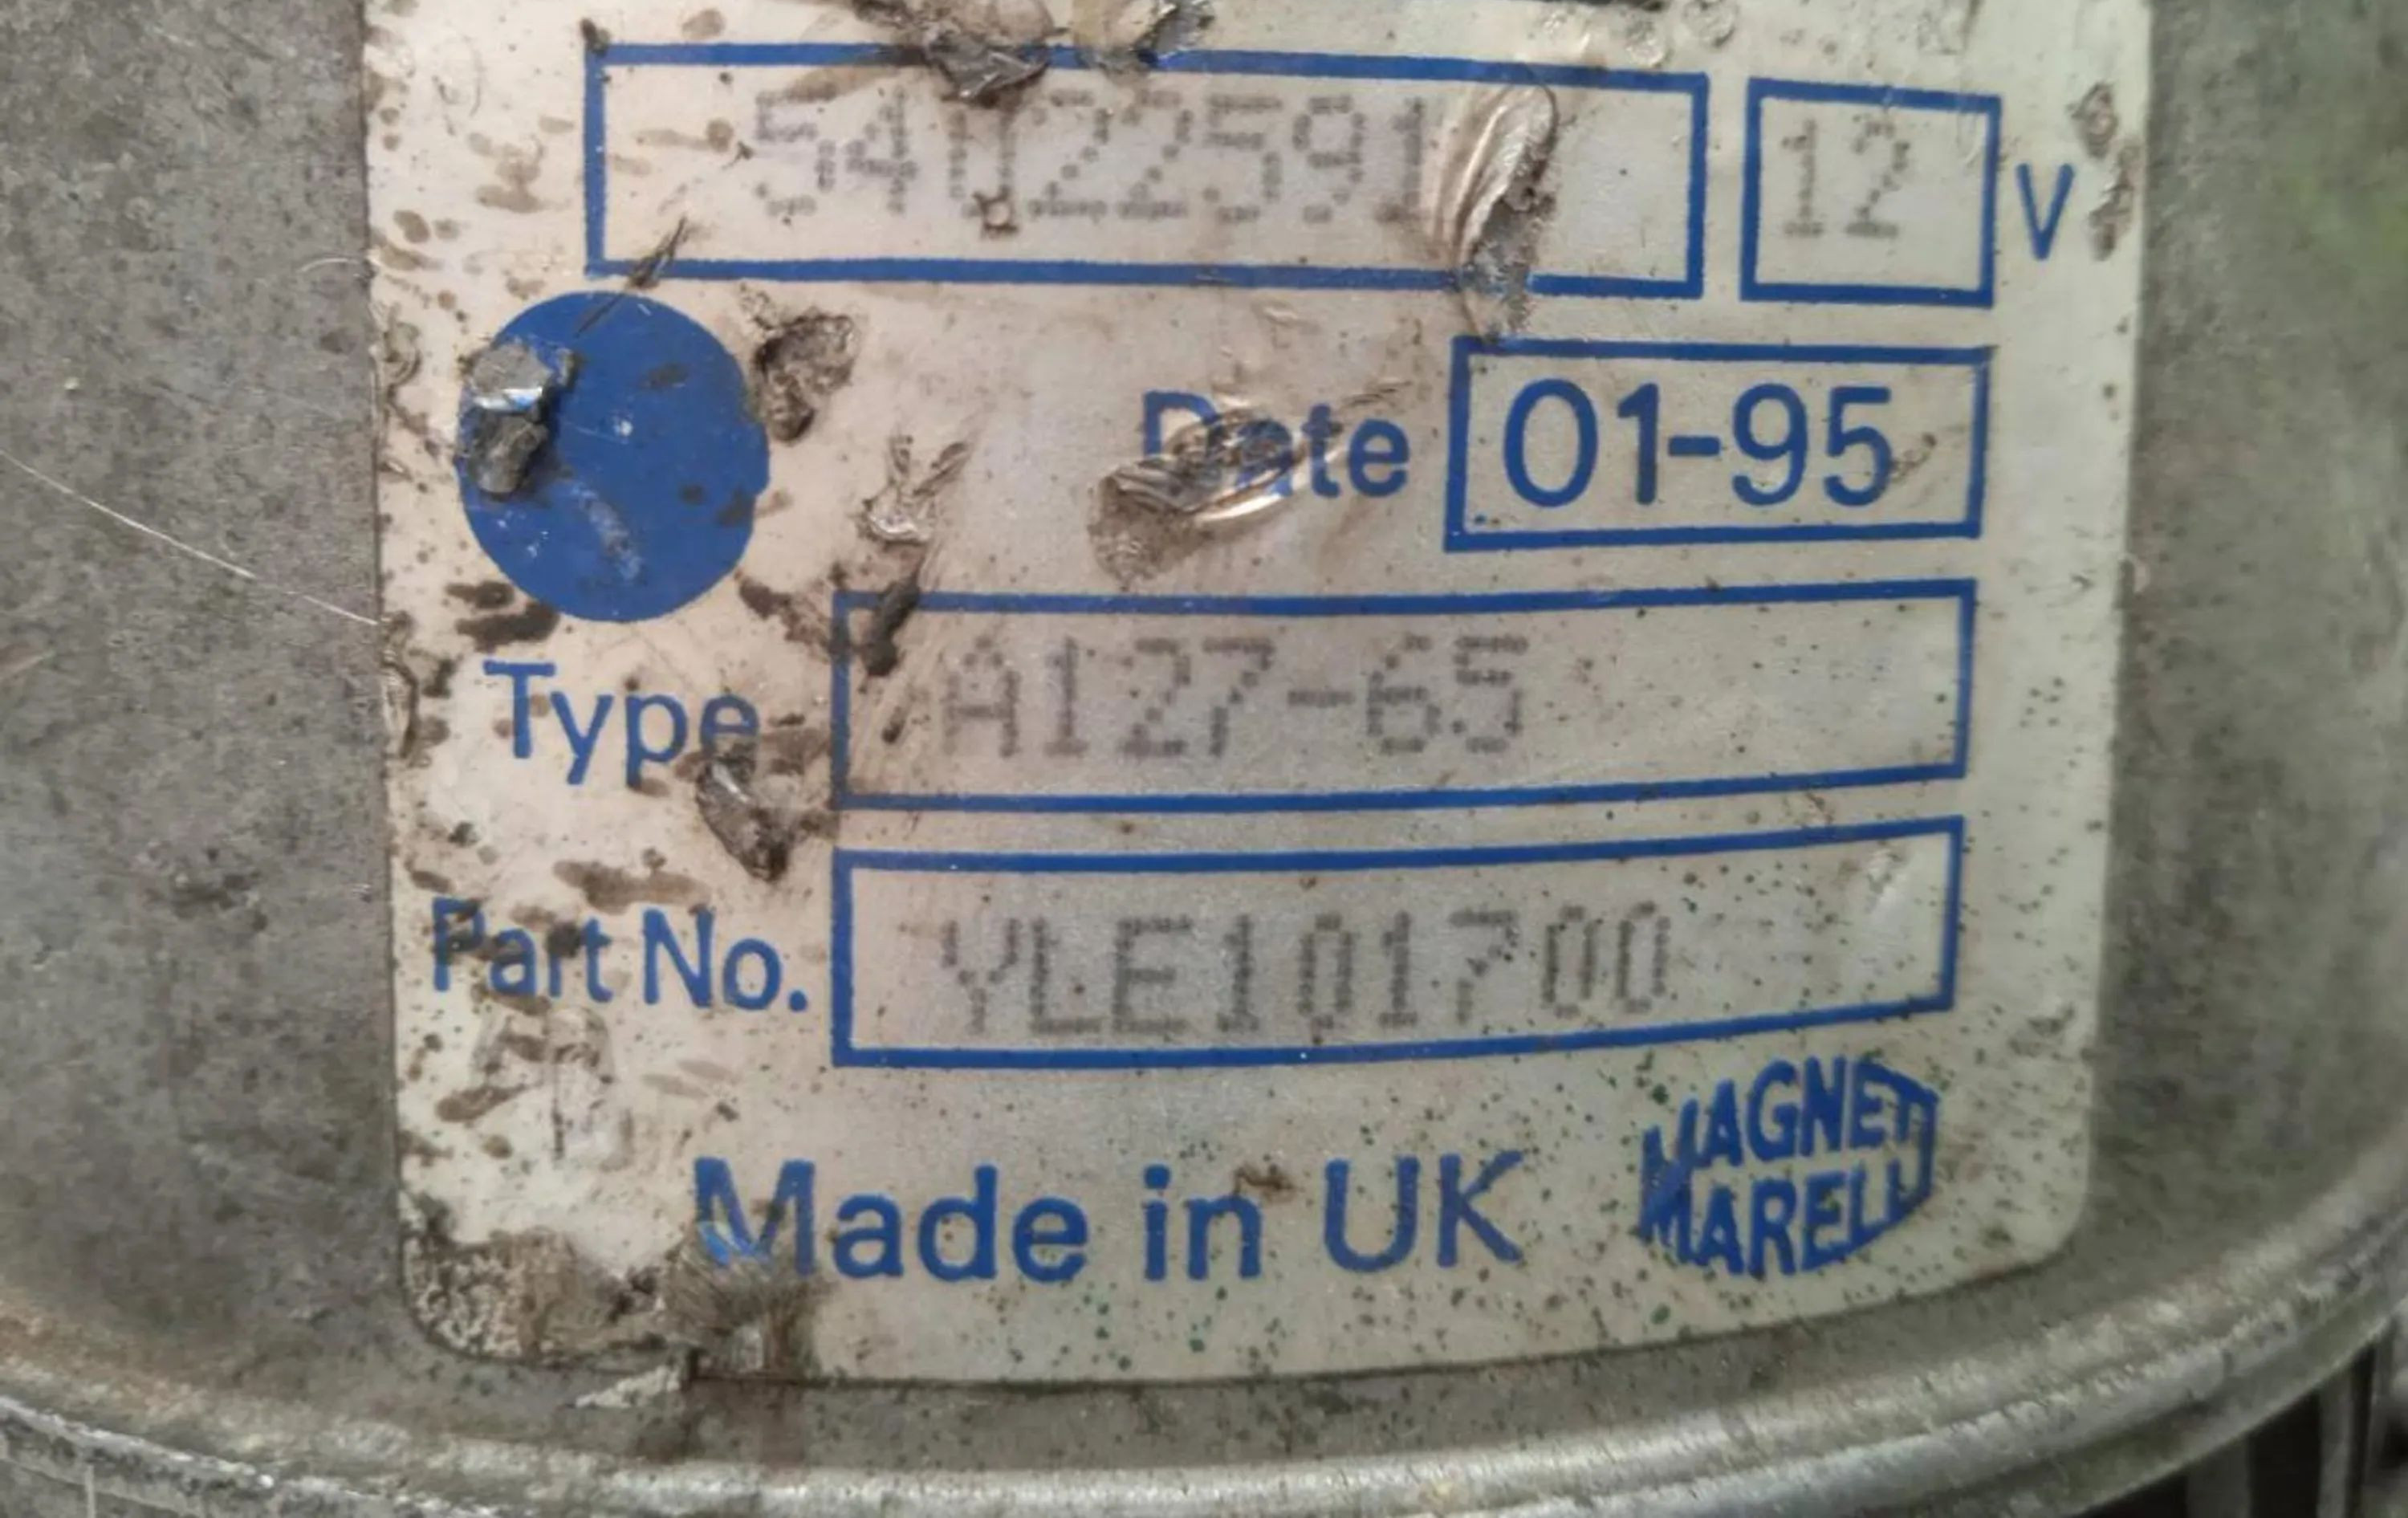 54022591 12 V
Date 01-95
Type A127-65
Part No. YLE101700
Made in UK
MAGNETI
MARELLI